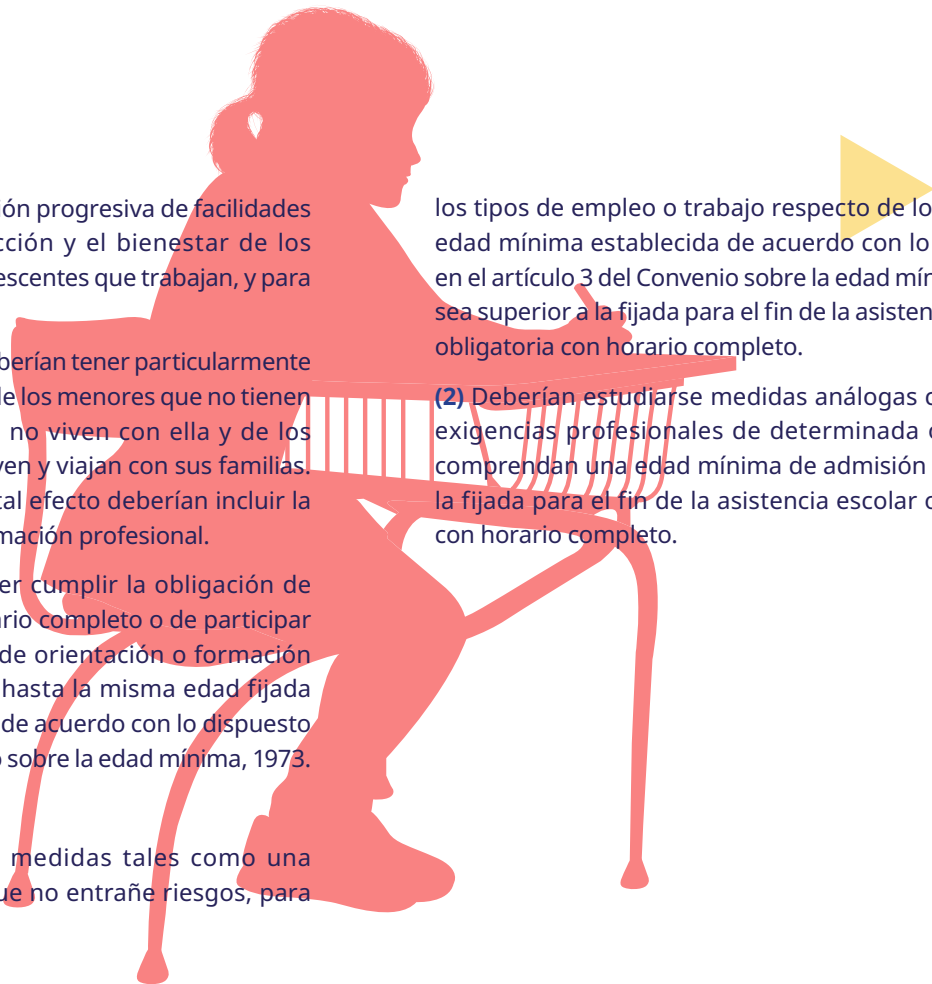 ión progresiva de facilidades
cción y el bienestar de los
escentes que trabajan, y para
berían tener particularmente
de los menores que no tienen
no viven con ella y de los
ven y viajan con sus familias.
tal efecto deberían incluir la
mación profesional.
er cumplir la obligación de
ario completo o de participar
de orientación o formación
hasta la misma edad fijada
de acuerdo con lo dispuesto
o sobre la edad mínima, 1973.
medidas tales como una
ue no entrañe riesgos, para
los tipos de empleo o trabajo respecto de lo
edad mínima establecida de acuerdo con lo
en el artículo 3 del Convenio sobre la edad mín
sea superior a la fijada para el fin de la asisten
obligatoria con horario completo.
(2) Deberían estudiarse medidas análogas c
exigencias profesionales de determinada o
comprendan una edad mínima de admisión
la fijada para el fin de la asistencia escolar o
con horario completo.